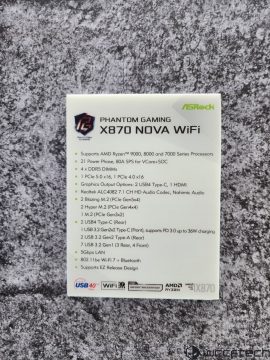 ASRock
PHANTOM GAMING
X870 NOVA WiFi
• Supports AMD Ryzen™ 9000, 8000 and 7000 Series Processors
• 21 Power Phase, 80A SPS for VCore+SOC
• 4 x DDR5 DIMMs
• 1 PCIe 5.0 x16, 1 PCIe 4.0 x16
• Graphics Output Options: 2 USB4 Type-C, 1 HDMI
• Realtek ALC4082 7.1 CH HD Audio Codec, Nahimic Audio
• 2 Blazing M.2 (PCIe Gen5x4)
2 Hyper M.2 (PCIe Gen4x4)
1 M.2 (PCIe Gen3x2)
• 2 USB4 Type-C (Rear)
1 USB 3.2 Gen2x2 Type-C (Front), supports PD 3.0 up to 36W charging
2 USB 3.2 Gen2 Type-A (Rear)
7 USB 3.2 Gen1 (3 Rear, 4 Front)
• 5Gbps LAN
• 802.11be Wi-Fi 7 + Bluetooth
• Supports EZ Release Design
USB 40
WiFi
AMD
RYZEN
X870